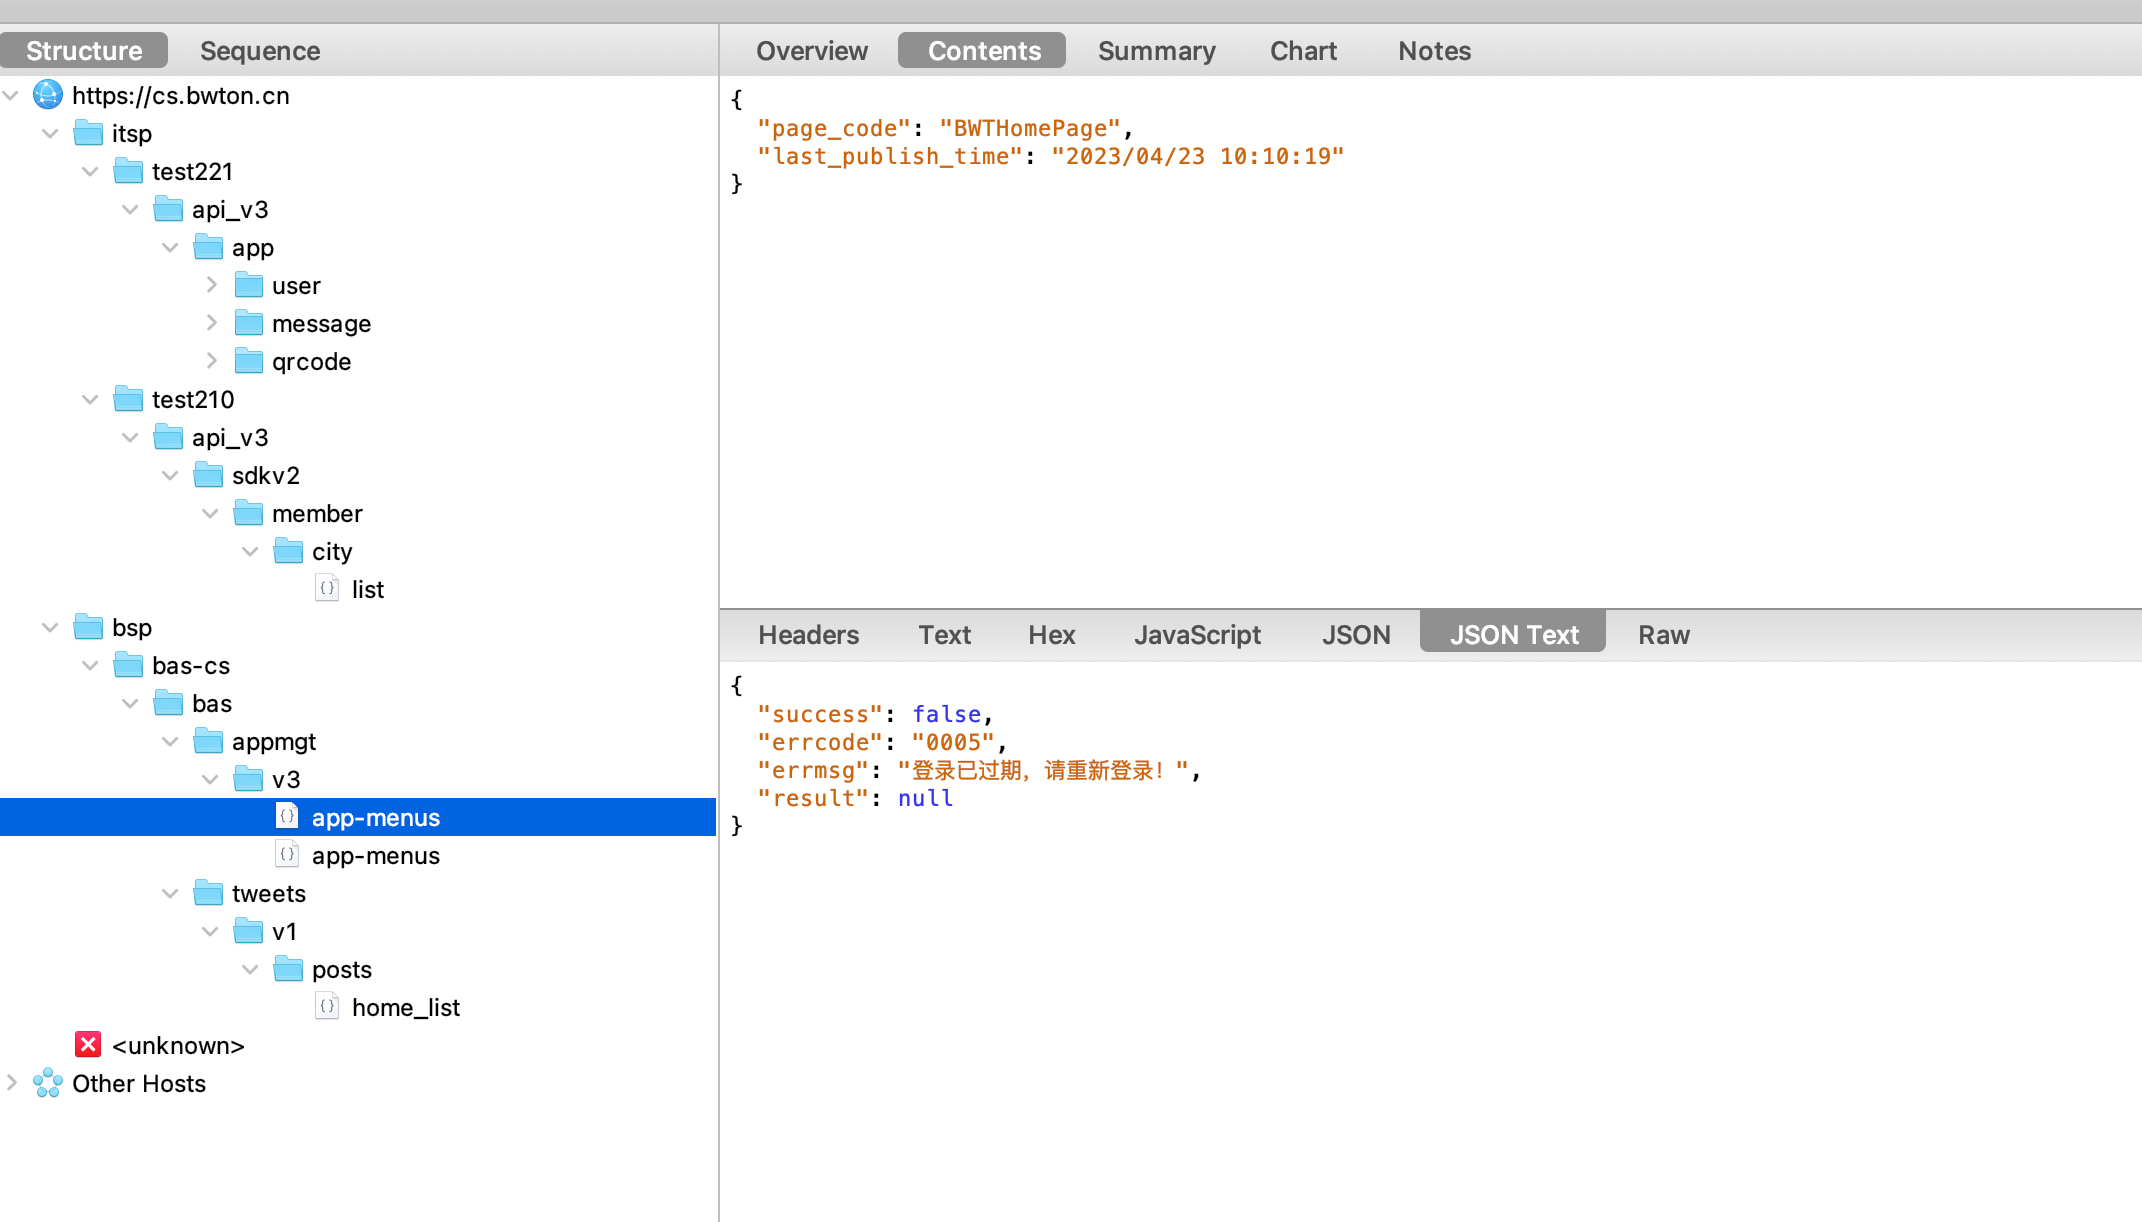 Structure Sequence
https://cs.bwton.cn
itsp
test221
api_v3
app
user
message
qrcode
test210
api_v3
sdkv2
member
city
list
bsp
bas-cs
bas
appmgt
v3
app-menus
app-menus
tweets
v1
posts
home_list
<unknown>
Other Hosts
Overview Contents Summary Chart Notes
{
"page_code": "BWTHomePage",
"last_publish_time": "2023/04/23 10:10:19"
}
Headers Text Hex JavaScript JSON JSON Text Raw
{
"success": false,
"errcode": "0005",
"errmsg": "登录已过期，请重新登录！",
"result": null
}